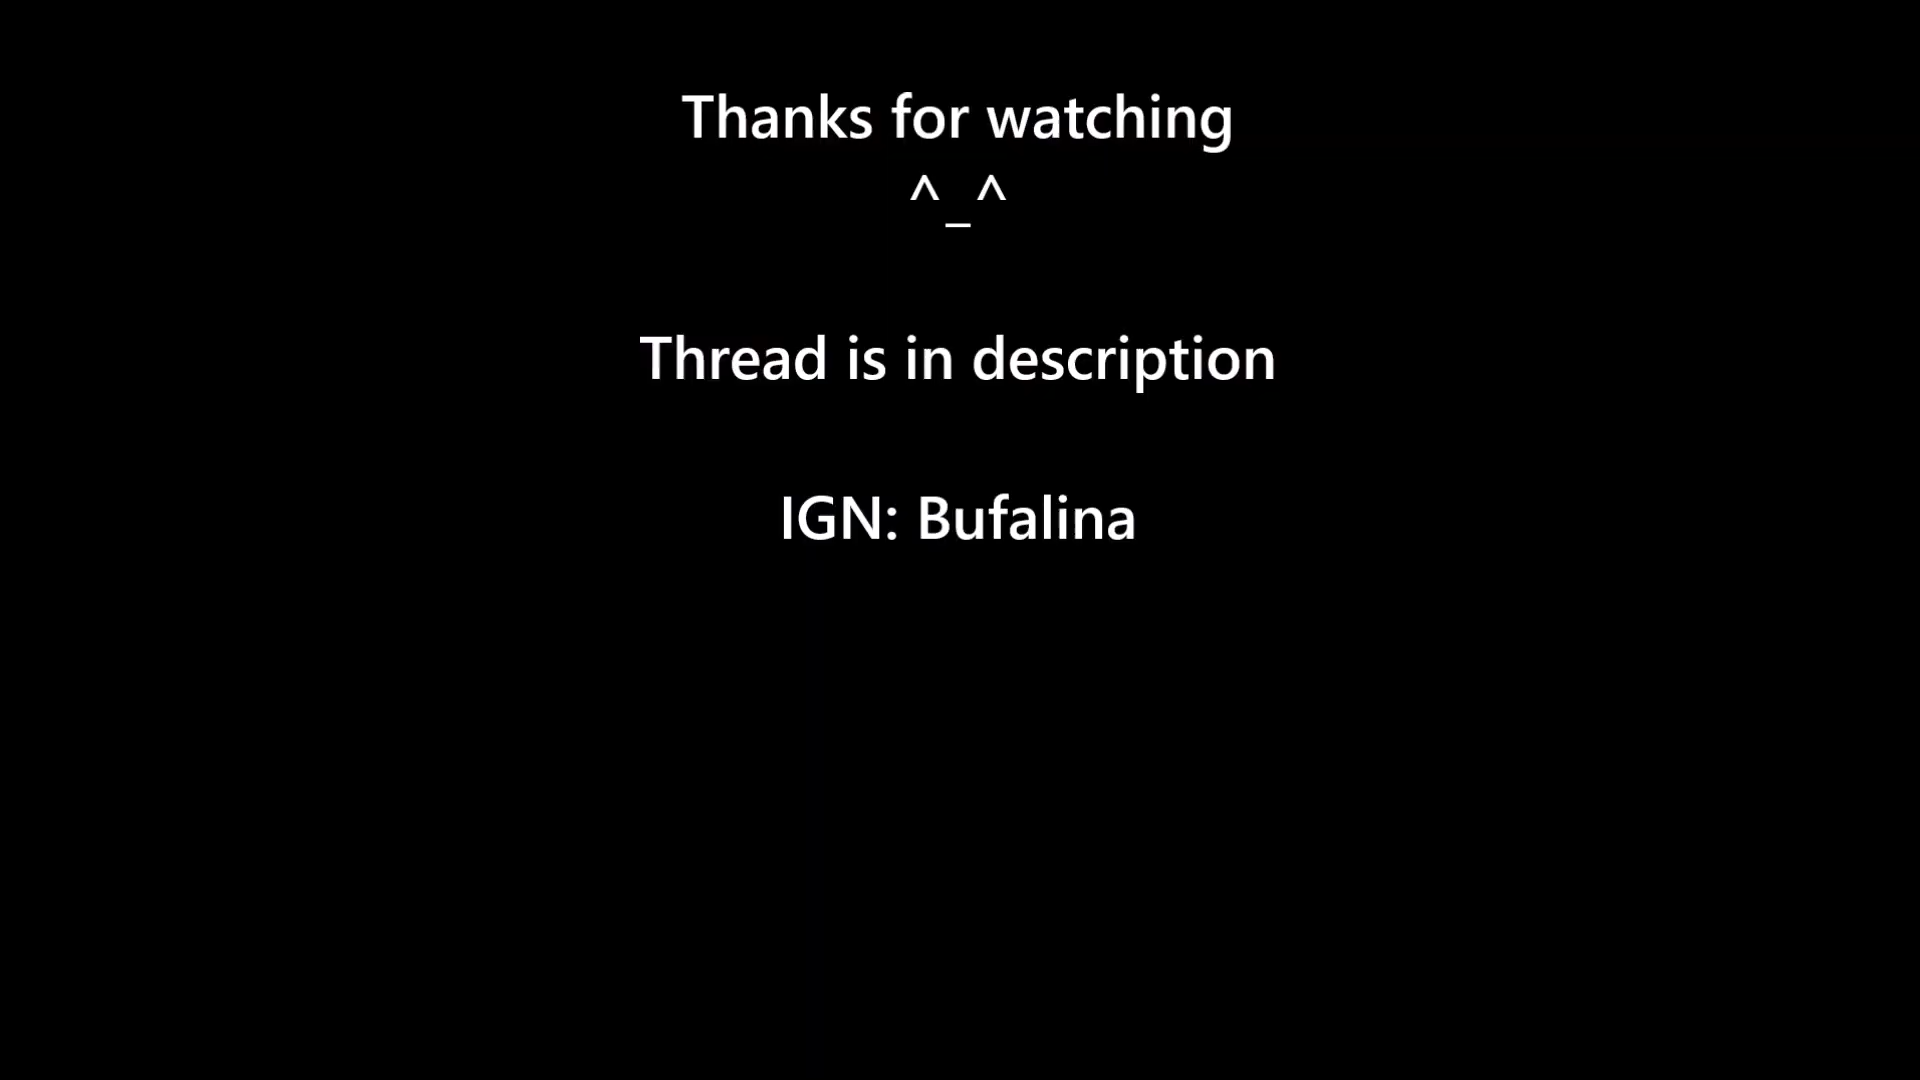 Thanks for watching
^_^
Thread is in description
IGN: Bufalina